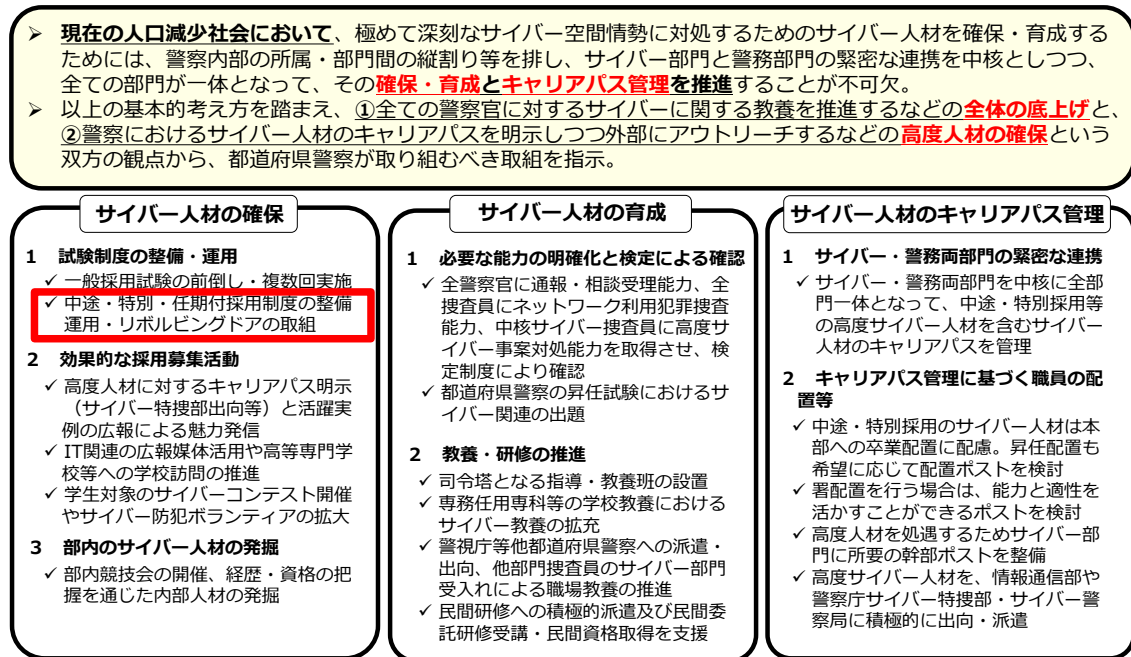 ➢ 現在の人口減少社会において、極めて深刻なサイバー空間情勢に対処するためのサイバー人材を確保・育成する
ためには、警察内部の所属・部門間の縦割り等を排し、サイバー部門と警務部門の緊密な連携を中核としつつ、
全ての部門が一体となって、その確保・育成とキャリアパス管理を推進することが不可欠。
➢ 以上の基本的考え方を踏まえ、①全ての警察官に対するサイバーに関する教養を推進するなどの全体の底上げと、
②警察におけるサイバー人材のキャリアパスを明示しつつ外部にアウトリーチするなどの高度人材の確保という
双方の観点から、都道府県警察が取り組むべき取組を指示。
サイバー人材の確保
1 試験制度の整備・運用
✓ 一般採用試験の前倒し・複数回実施
✓ 中途・特別・任期付採用制度の整備
運用・リボルビングドアの取組
2 効果的な採用募集活動
✓ 高度人材に対するキャリアパス明示
（サイバー特捜部出向等）と活躍実
例の広報による魅力発信
✓ IT関連の広報媒体活用や高等専門学
校等への学校訪問の推進
✓ 学生対象のサイバーコンテスト開催
やサイバー防犯ボランティアの拡大
3 部内のサイバー人材の発掘
✓ 部内競技会の開催、経歴・資格の把
握を通じた内部人材の発掘
サイバー人材の育成
1 必要な能力の明確化と検定による確認
✓ 全警察官に通報・相談受理能力、全
捜査員にネットワーク利用犯罪捜査
能力、中核サイバー捜査員に高度サ
イバー事案対処能力を取得させ、検
定制度により確認
✓ 都道府県警察の昇任試験におけるサ
イバー関連の出題
2 教養・研修の推進
✓ 司令塔となる指導・教養班の設置
✓ 専務任用専科等の学校教養における
サイバー教養の拡充
✓ 警視庁等他都道府県警察への派遣・
出向、他部門捜査員のサイバー部門
受入れによる職場教養の推進
✓ 民間研修への積極的派遣及び民間委
託研修受講・民間資格取得を支援
サイバー人材のキャリアパス管理
1 サイバー・警務両部門の緊密な連携
✓ サイバー・警務両部門を中核に全部
門一体となって、中途・特別採用等
の高度サイバー人材を含むサイバー
人材のキャリアパスを管理
2 キャリアパス管理に基づく職員の配
置等
✓ 中途・特別採用のサイバー人材は本
部への卒業配置に配慮。昇任配置も
希望に応じて配置ポストを検討
✓ 署配置を行う場合は、能力と適性を
活かすことができるポストを検討
✓ 高度人材を処遇するためサイバー部
門に所要の幹部ポストを整備
✓ 高度サイバー人材を、情報通信部や
警察庁サイバー特捜部・サイバー警
察局に積極的に出向・派遣